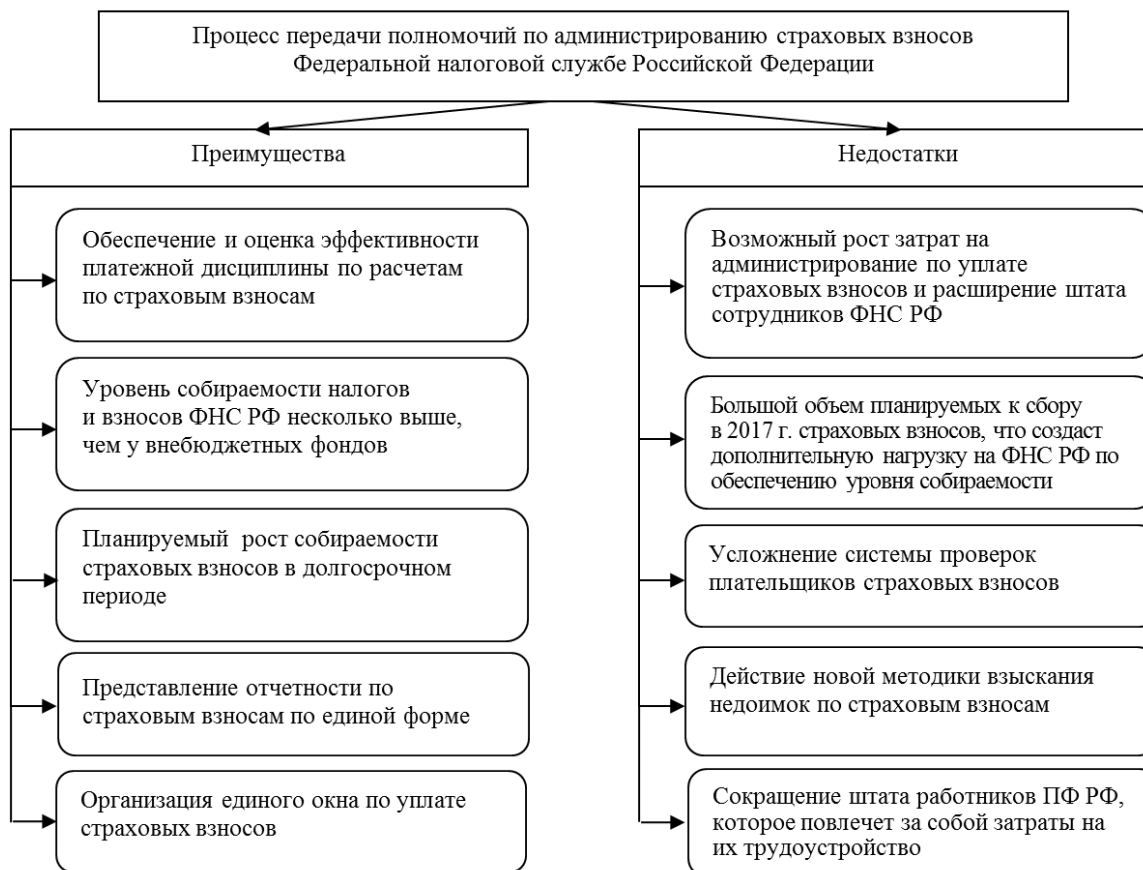 Процесс передачи полномочий по администрированию страховых взносов
Федеральной налоговой службе Российской Федерации
Преимущества
Обеспечение и оценка эффективности
платежной дисциплины по расчетам
по страховым взносам
Уровень собираемости налогов
и взносов ФНС РФ несколько выше,
чем у внебюджетных фондов
Планируемый рост собираемости
страховых взносов в долгосрочном
периоде
Представление отчетности по
страховым взносам по единой форме
Организация единого окна по уплате
страховых взносов
Недостатки
Возможный рост затрат на
администрирование по уплате
страховых взносов и расширение штата
сотрудников ФНС РФ
Большой объем планируемых к сбору
в 2017 г. страховых взносов, что создаст
дополнительную нагрузку на ФНС РФ по
обеспечению уровня собираемости
Усложнение системы проверок
плательщиков страховых взносов
Действие новой методики взыскания
недоимок по страховым взносам
Сокращение штата работников ПФ РФ,
которое повлечет за собой затраты на
их трудоустройство